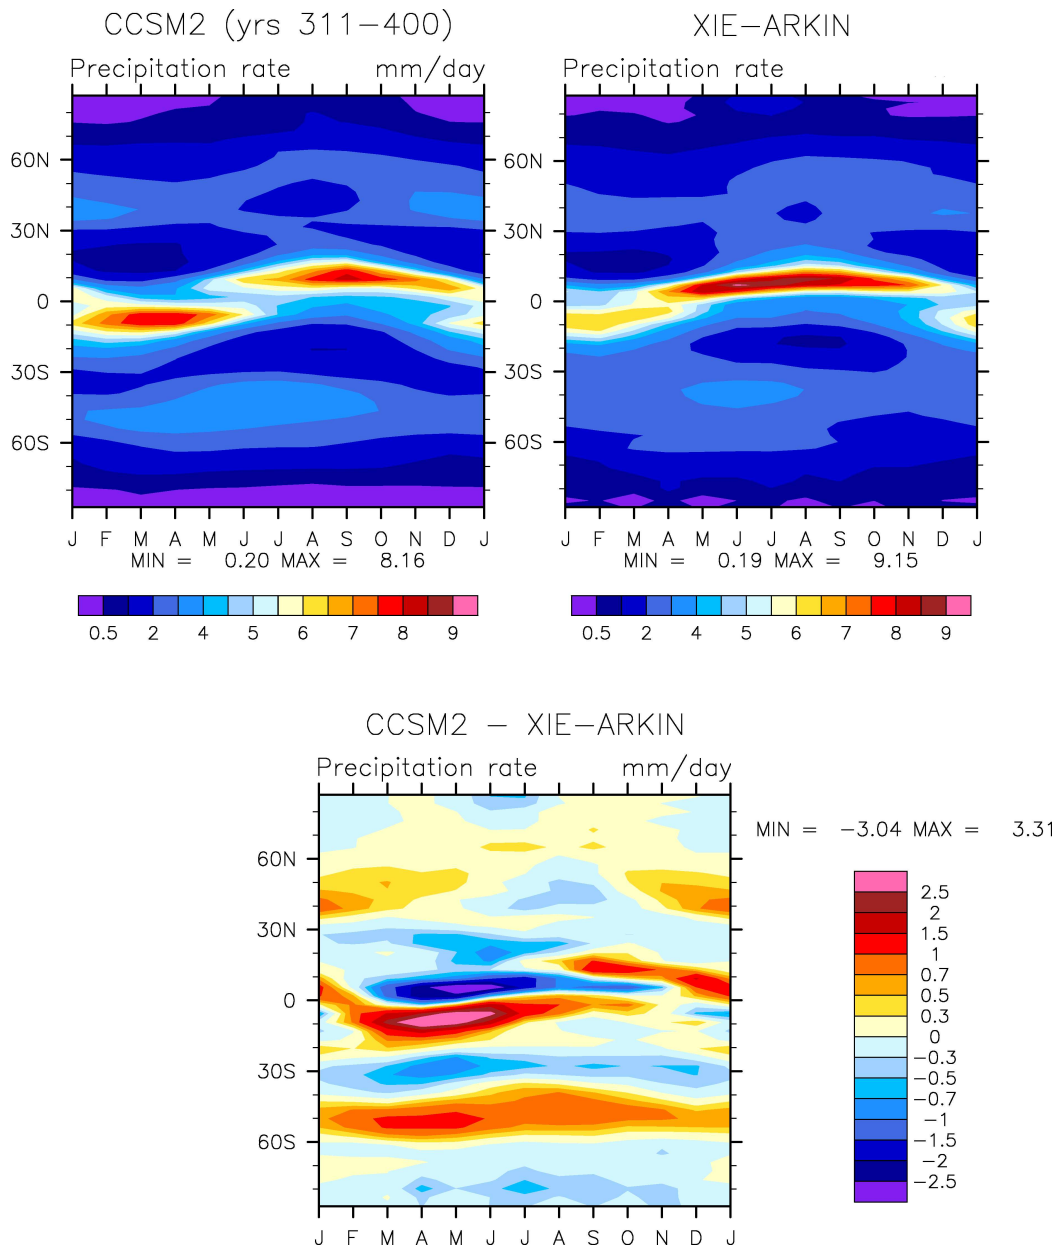 CCSM2 (yrs 311−400)
Precipitation rate mm/day
60N
30N
0
30S
60S
J F M A M J J A S O N D J
MIN = 0.20 MAX = 8.16
0.5 2 4 5 6 7 8 9
XIE−ARKIN
Precipitation rate
60N
30N
0
30S
60S
J F M A M J J A S O N D J
MIN = 0.19 MAX = 9.15
0.5 2 4 5 6 7 8 9
CCSM2 − XIE−ARKIN
Precipitation rate mm/day
60N
30N
0
30S
60S
J F M A M J J A S O N D J
MIN = −3.04 MAX = 3.31
2.5
2
1.5
1
0.7
0.5
0.3
0
−0.3
−0.5
−0.7
−1
−1.5
−2
−2.5